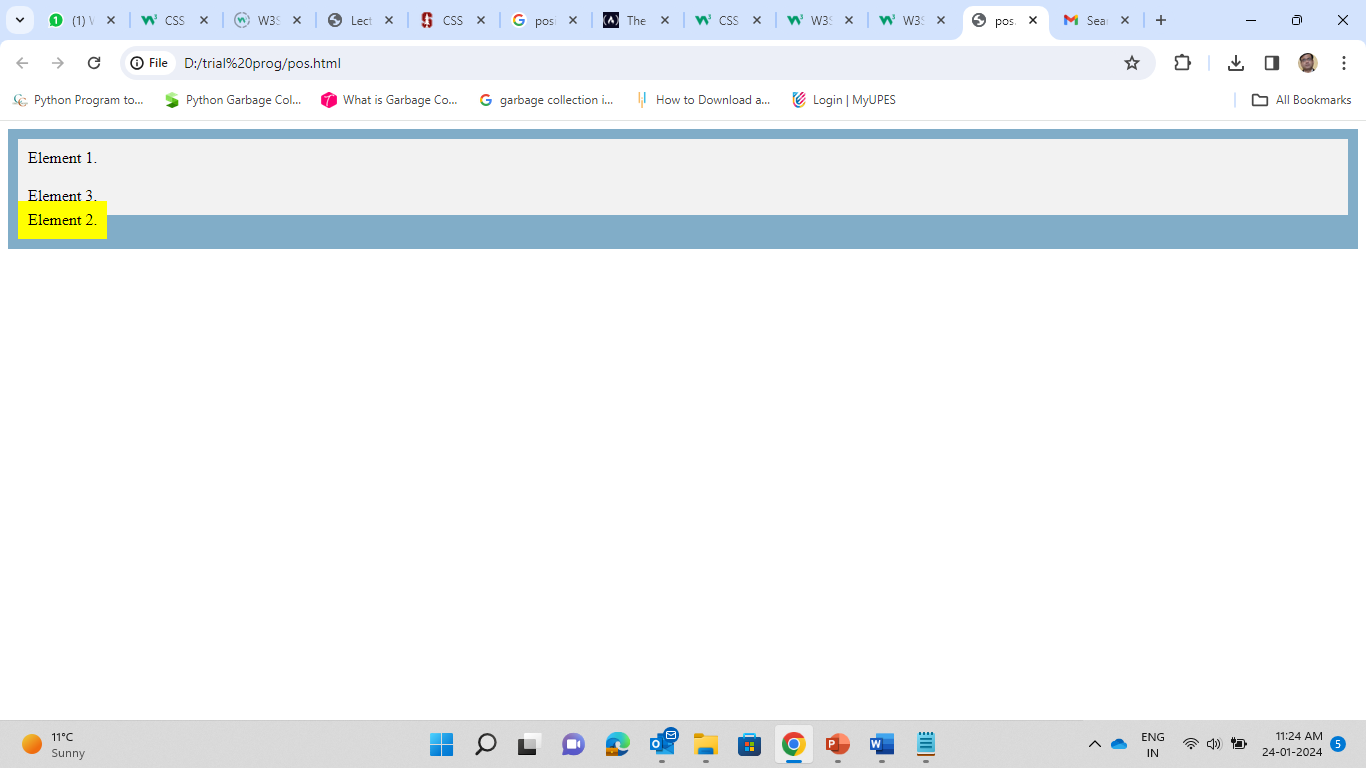 (1) W
CSS
W3S
Lect
CSS
posi
The
CSS
W3S
W3S
pos.
Sear
File
D:/trial%20prog/pos.html
Python Program to...
Python Garbage Col...
What is Garbage Co...
garbage collection i...
How to Download a...
Login | MyUPES
All Bookmarks
Element 1.
Element 3.
Element 2.
11°C
Sunny
ENG
IN
11:24 AM
24-01-2024
5